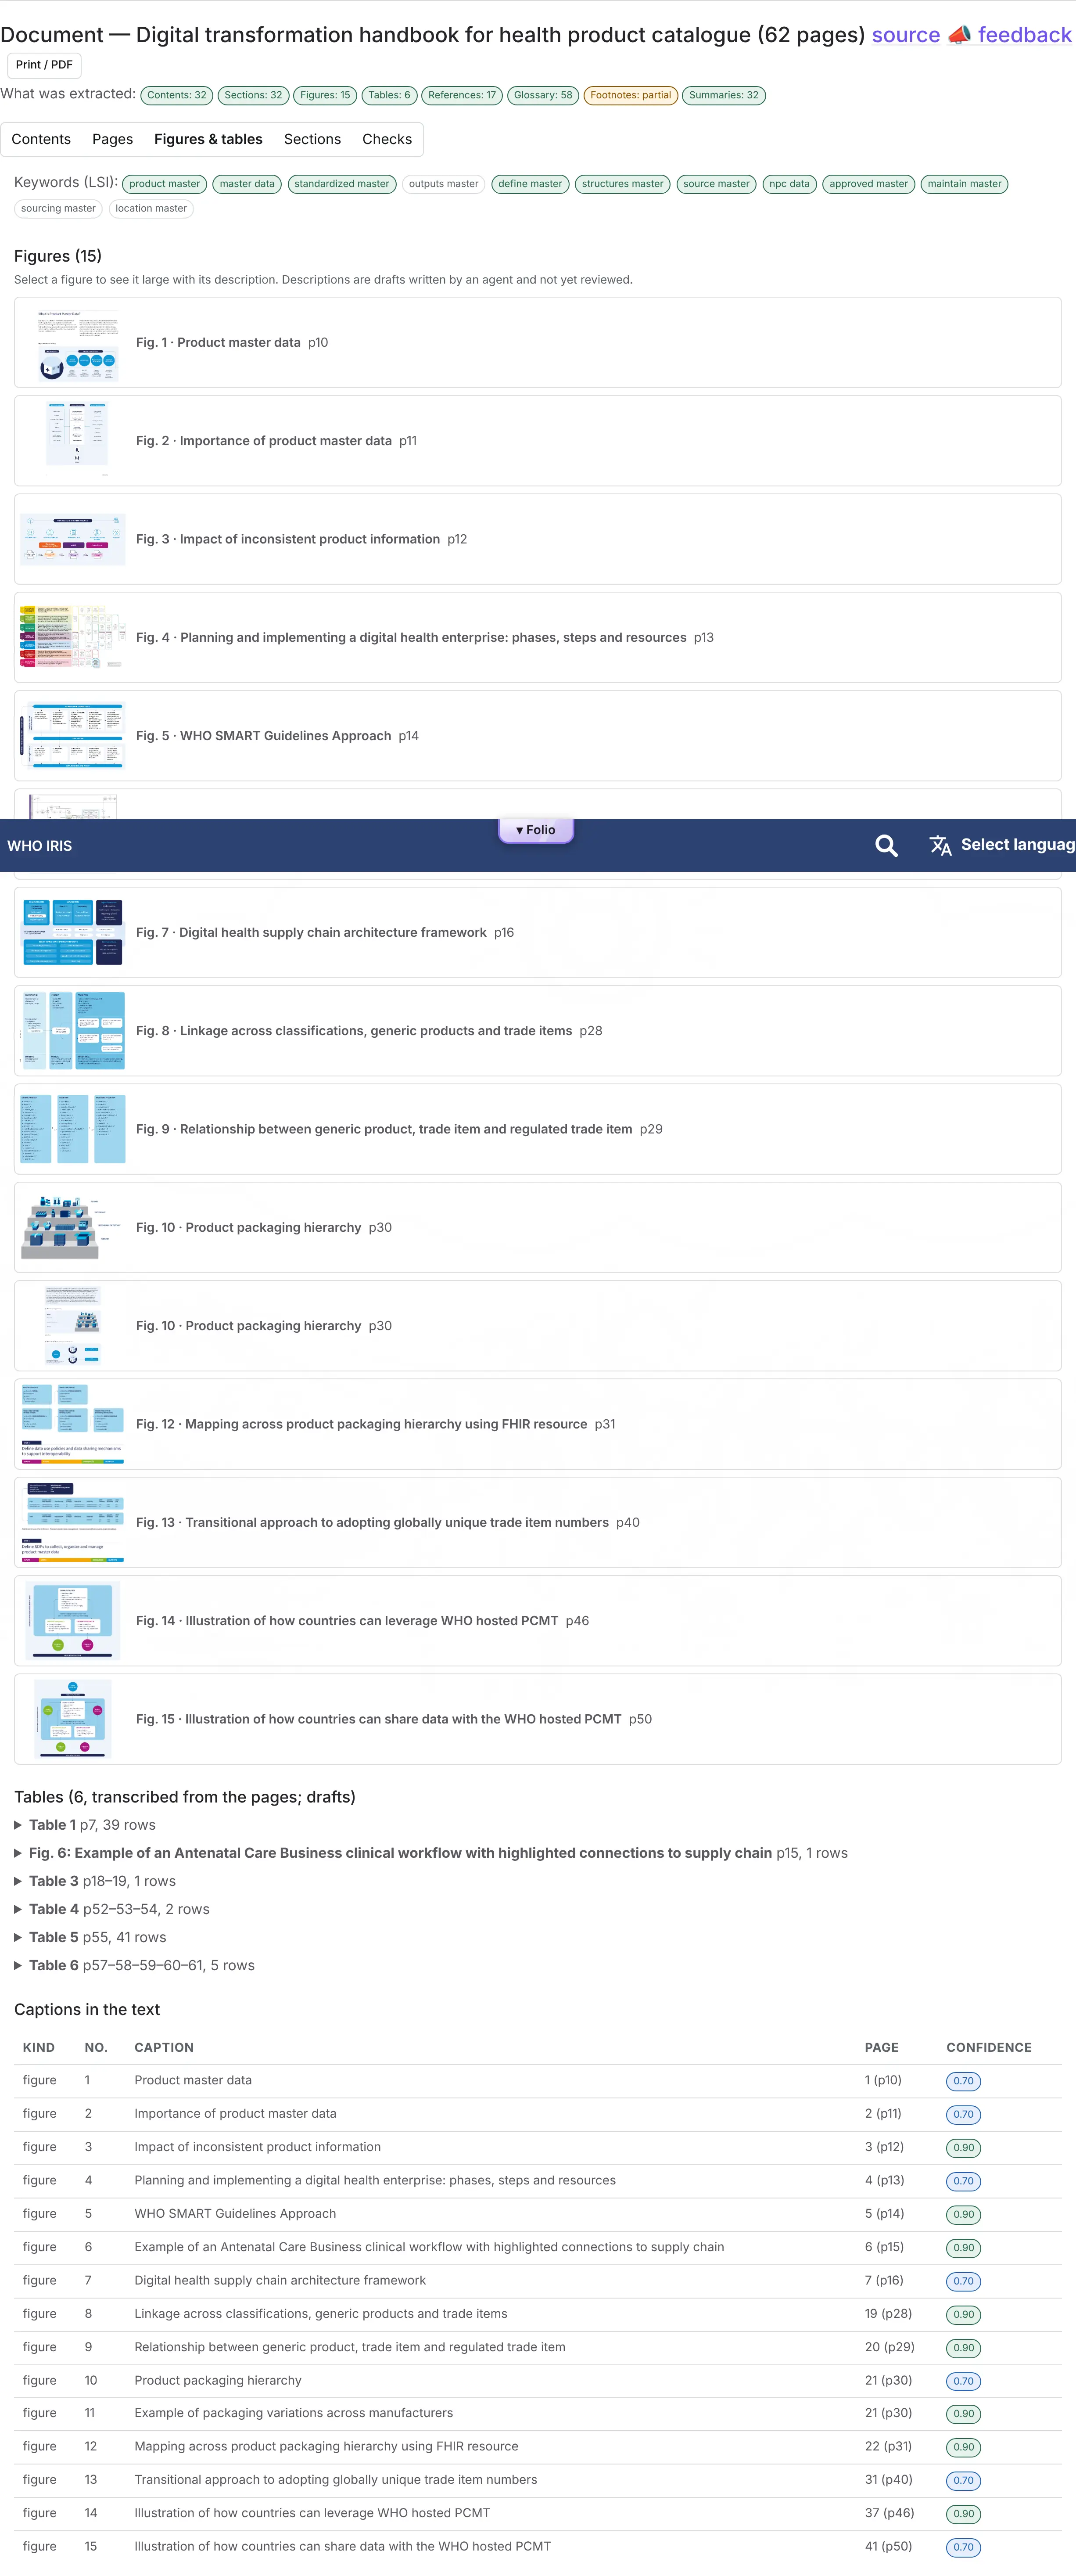 Document — Digital transformation handbook for health product catalogue (62 pages) source 📣 feedback
Print / PDF
What was extracted: Contents: 32 Sections: 32 Figures: 15 Tables: 6 References: 17 Glossary: 58 Footnotes: partial Summaries: 32
Contents Pages Figures & tables Sections Checks
Keywords (LSI): product master master data standardized master outputs master define master structures master source master npc data approved master maintain master
sourcing master location master
Figures (15)
Select a figure to see it large with its description. Descriptions are drafts written by an agent and not yet reviewed.
What is Product Master Data?
Fig. 1 · Product master data p10
Fig. 2 · Importance of product master data p11
Fig. 3 · Impact of inconsistent product information p12
Fig. 4 · Planning and implementing a digital health enterprise: phases, steps and resources p13
Fig. 5 · WHO SMART Guidelines Approach p14
WHO IRIS ▾ Folio Select languag
Fig. 7 · Digital health supply chain architecture framework p16
Fig. 8 · Linkage across classifications, generic products and trade items p28
Fig. 9 · Relationship between generic product, trade item and regulated trade item p29
Fig. 10 · Product packaging hierarchy p30
Fig. 10 · Product packaging hierarchy p30
Fig. 12 · Mapping across product packaging hierarchy using FHIR resource p31
Define data use policies and data sharing mechanisms
to support interoperability
Fig. 13 · Transitional approach to adopting globally unique trade item numbers p40
Define SOPs to collect, organize and manage
product master data
Fig. 14 · Illustration of how countries can leverage WHO hosted PCMT p46
Fig. 15 · Illustration of how countries can share data with the WHO hosted PCMT p50
Tables (6, transcribed from the pages; drafts)
▶ Table 1 p7, 39 rows
▶ Fig. 6: Example of an Antenatal Care Business clinical workflow with highlighted connections to supply chain p15, 1 rows
▶ Table 3 p18–19, 1 rows
▶ Table 4 p52–53–54, 2 rows
▶ Table 5 p55, 41 rows
▶ Table 6 p57–58–59–60–61, 5 rows
Captions in the text
KIND NO. CAPTION PAGE CONFIDENCE
figure 1 Product master data 1 (p10) 0.70
figure 2 Importance of product master data 2 (p11) 0.70
figure 3 Impact of inconsistent product information 3 (p12) 0.90
figure 4 Planning and implementing a digital health enterprise: phases, steps and resources 4 (p13) 0.70
figure 5 WHO SMART Guidelines Approach 5 (p14) 0.90
figure 6 Example of an Antenatal Care Business clinical workflow with highlighted connections to supply chain 6 (p15) 0.90
figure 7 Digital health supply chain architecture framework 7 (p16) 0.70
figure 8 Linkage across classifications, generic products and trade items 19 (p28) 0.90
figure 9 Relationship between generic product, trade item and regulated trade item 20 (p29) 0.90
figure 10 Product packaging hierarchy 21 (p30) 0.70
figure 11 Example of packaging variations across manufacturers 21 (p30) 0.90
figure 12 Mapping across product packaging hierarchy using FHIR resource 22 (p31) 0.90
figure 13 Transitional approach to adopting globally unique trade item numbers 31 (p40) 0.70
figure 14 Illustration of how countries can leverage WHO hosted PCMT 37 (p46) 0.90
figure 15 Illustration of how countries can share data with the WHO hosted PCMT 41 (p50) 0.70